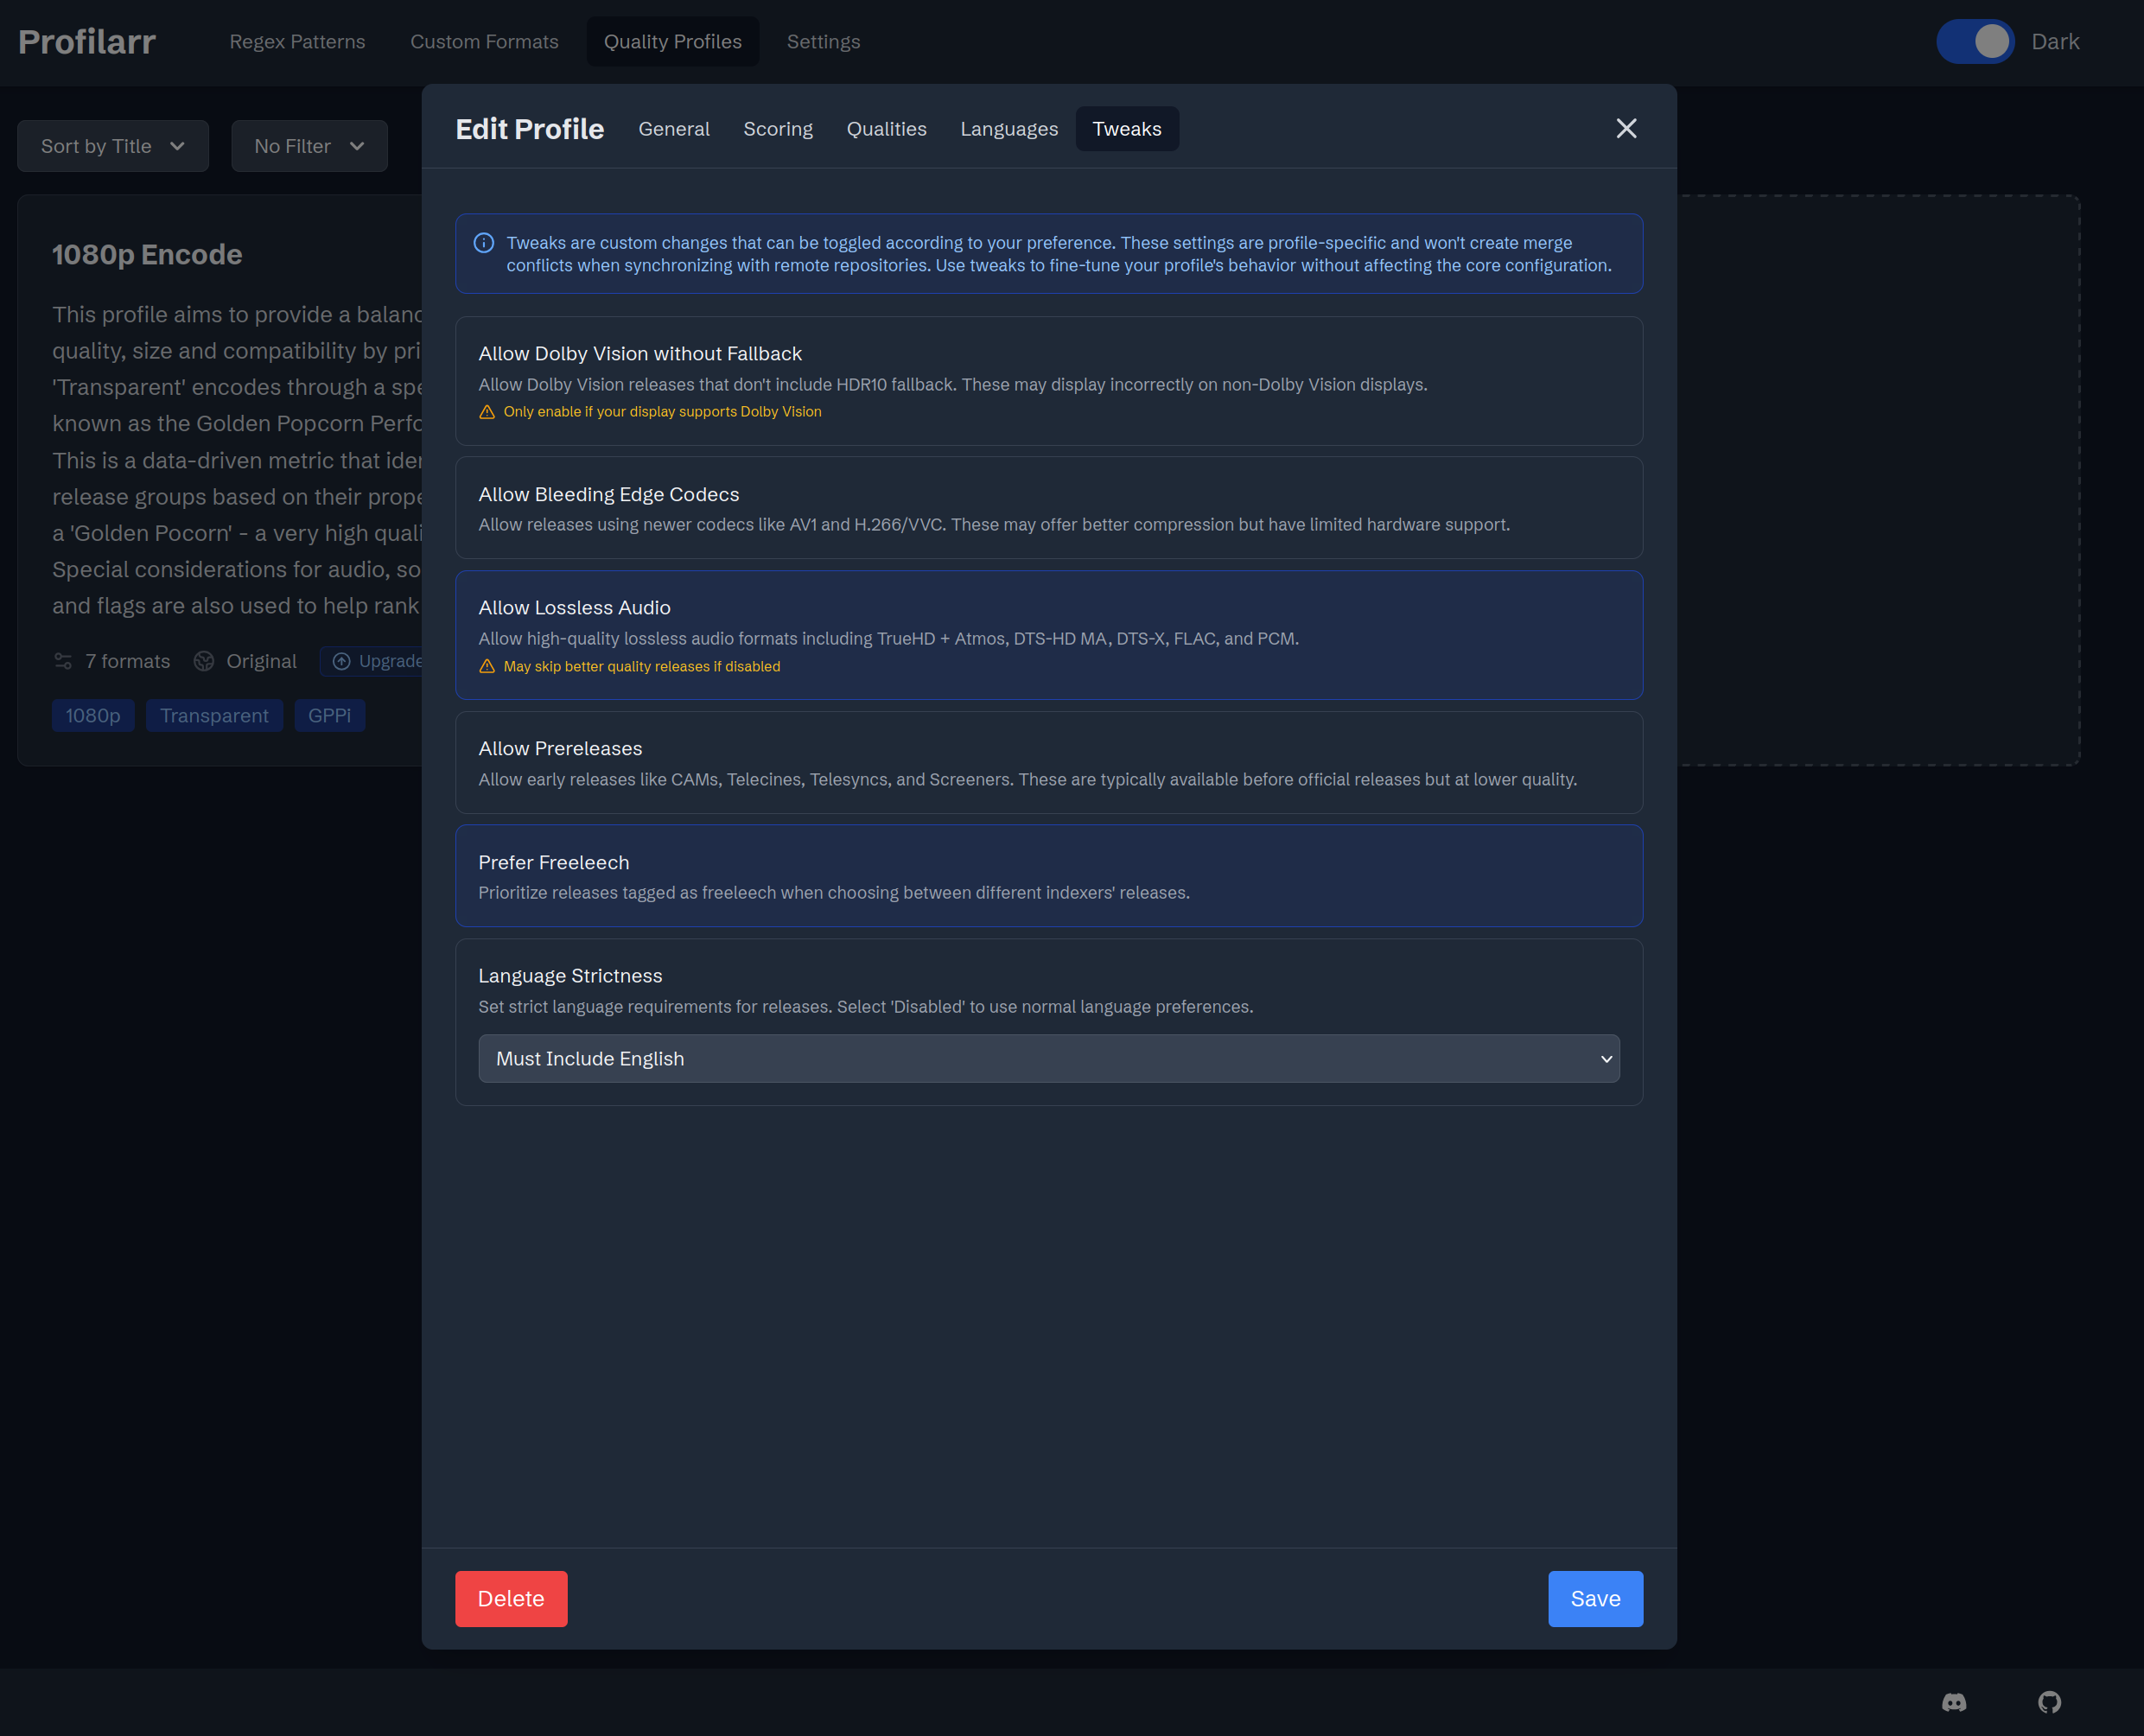 Profilarr
Regex Patterns
Custom Formats
Quality Profiles
Settings
Dark
Sort by Title
No Filter
1080p Encode
This profile aims to provide a balanc
quality, size and compatibility by pri
'Transparent' encodes through a spe
known as the Golden Popcorn Perfo
This is a data-driven metric that iden
release groups based on their prope
a 'Golden Pocorn' - a very high quali
Special considerations for audio, so
and flags are also used to help rank
7 formats
Original
Upgrade
1080p
Transparent
GPPi
Edit Profile
General
Scoring
Qualities
Languages
Tweaks
Tweaks are custom changes that can be toggled according to your preference. These settings are profile-specific and won't create merge
conflicts when synchronizing with remote repositories. Use tweaks to fine-tune your profile's behavior without affecting the core configuration.
Allow Dolby Vision without Fallback
Allow Dolby Vision releases that don't include HDR10 fallback. These may display incorrectly on non-Dolby Vision displays.
Only enable if your display supports Dolby Vision
Allow Bleeding Edge Codecs
Allow releases using newer codecs like AV1 and H.266/VVC. These may offer better compression but have limited hardware support.
Allow Lossless Audio
Allow high-quality lossless audio formats including TrueHD + Atmos, DTS-HD MA, DTS-X, FLAC, and PCM.
May skip better quality releases if disabled
Allow Prereleases
Allow early releases like CAMs, Telecines, Telesyncs, and Screeners. These are typically available before official releases but at lower quality.
Prefer Freeleech
Prioritize releases tagged as freeleech when choosing between different indexers' releases.
Language Strictness
Set strict language requirements for releases. Select 'Disabled' to use normal language preferences.
Must Include English
Delete
Save